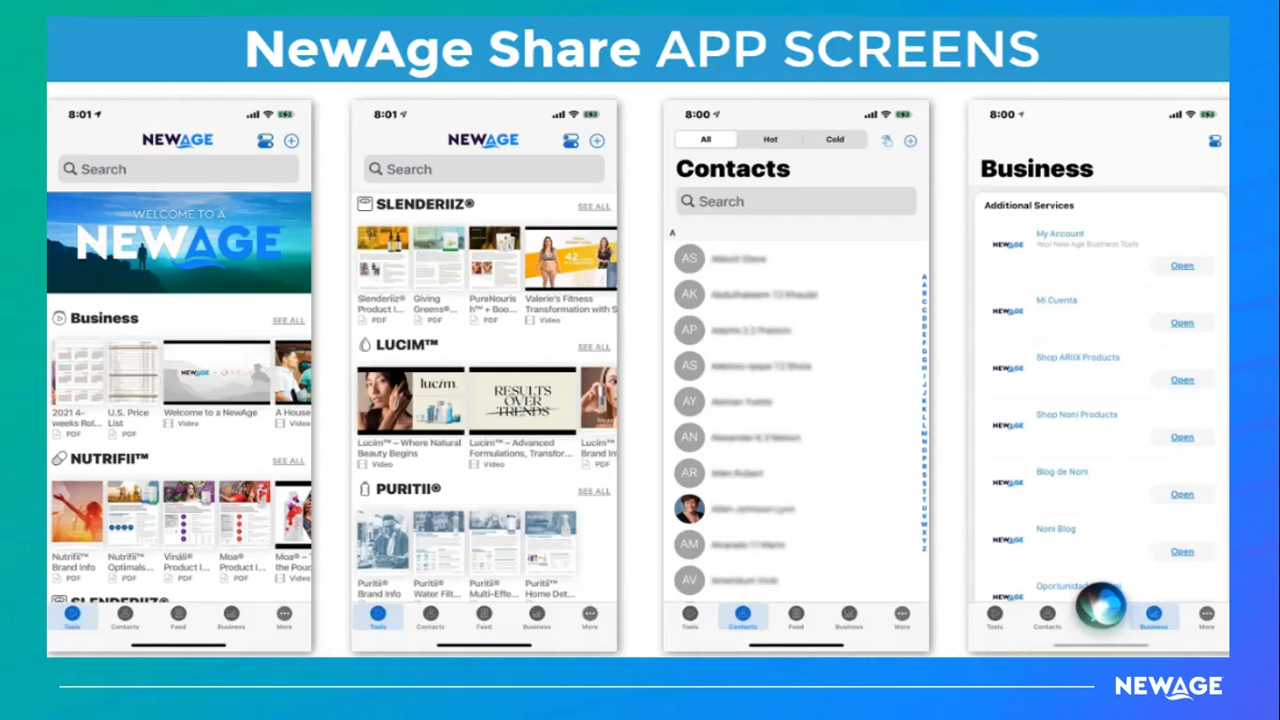 NewAge Share APP SCREENS
8:01
NEWAGE
Search
WELCOME TO A
NEWAGE
Business
SEE ALL
2021 4-
weeks Rol...
PDF
U.S. Price
List
PDF
Welcome to a NewAge
Video
A House
Video
NUTRIFII™
SEE ALL
Nutrifii™
Brand Info
PDF
Nutrifii™
Optimals...
PDF
Vináli®
Product I...
PDF
Moa®
Product I...
PDF
Moa® –
the Pouc
Video
Tools
Contacts
Feed
Business
More
8:01
NEWAGE
Search
SLENDERIIZ®
SEE ALL
Slenderiiz®
Product I...
PDF
Giving
Greens®...
PDF
PureNouris
h™ + Boo...
PDF
42
Valerie's Fitness
Transformation with S
Video
LUCIM™
SEE ALL
lucim.
Lucim™ – Where Natural
Beauty Begins
Video
RESULTS
OVER
TRENDS
Lucim™ – Advanced
Formulations, Transfor...
Video
Lucim™
Brand In
PDF
PURITII®
SEE ALL
Puritii®
Brand Info
Puritii®
Water Filt...
Puritii®
Multi-Effe...
Puritii™
Home Det...
Tools
Contacts
Feed
Business
More
8:00
All
Hot
Cold
Contacts
Search
A
AS
AK
AP
AS
AY
AN
AR
AM
AV
Tools
Contacts
Feed
Business
More
8:00
Business
Additional Services
NEWAGE
My Account
Your New Age Business Tools
Open
NEWAGE
Mi Cuenta
Open
NEWAGE
Shop ARIIX Products
Open
NEWAGE
Shop Noni Products
Open
NEWAGE
Blog de Noni
Open
NEWAGE
Noni Blog
Open
NEWAGE
Tools
Contacts
Business
More
NEWAGE